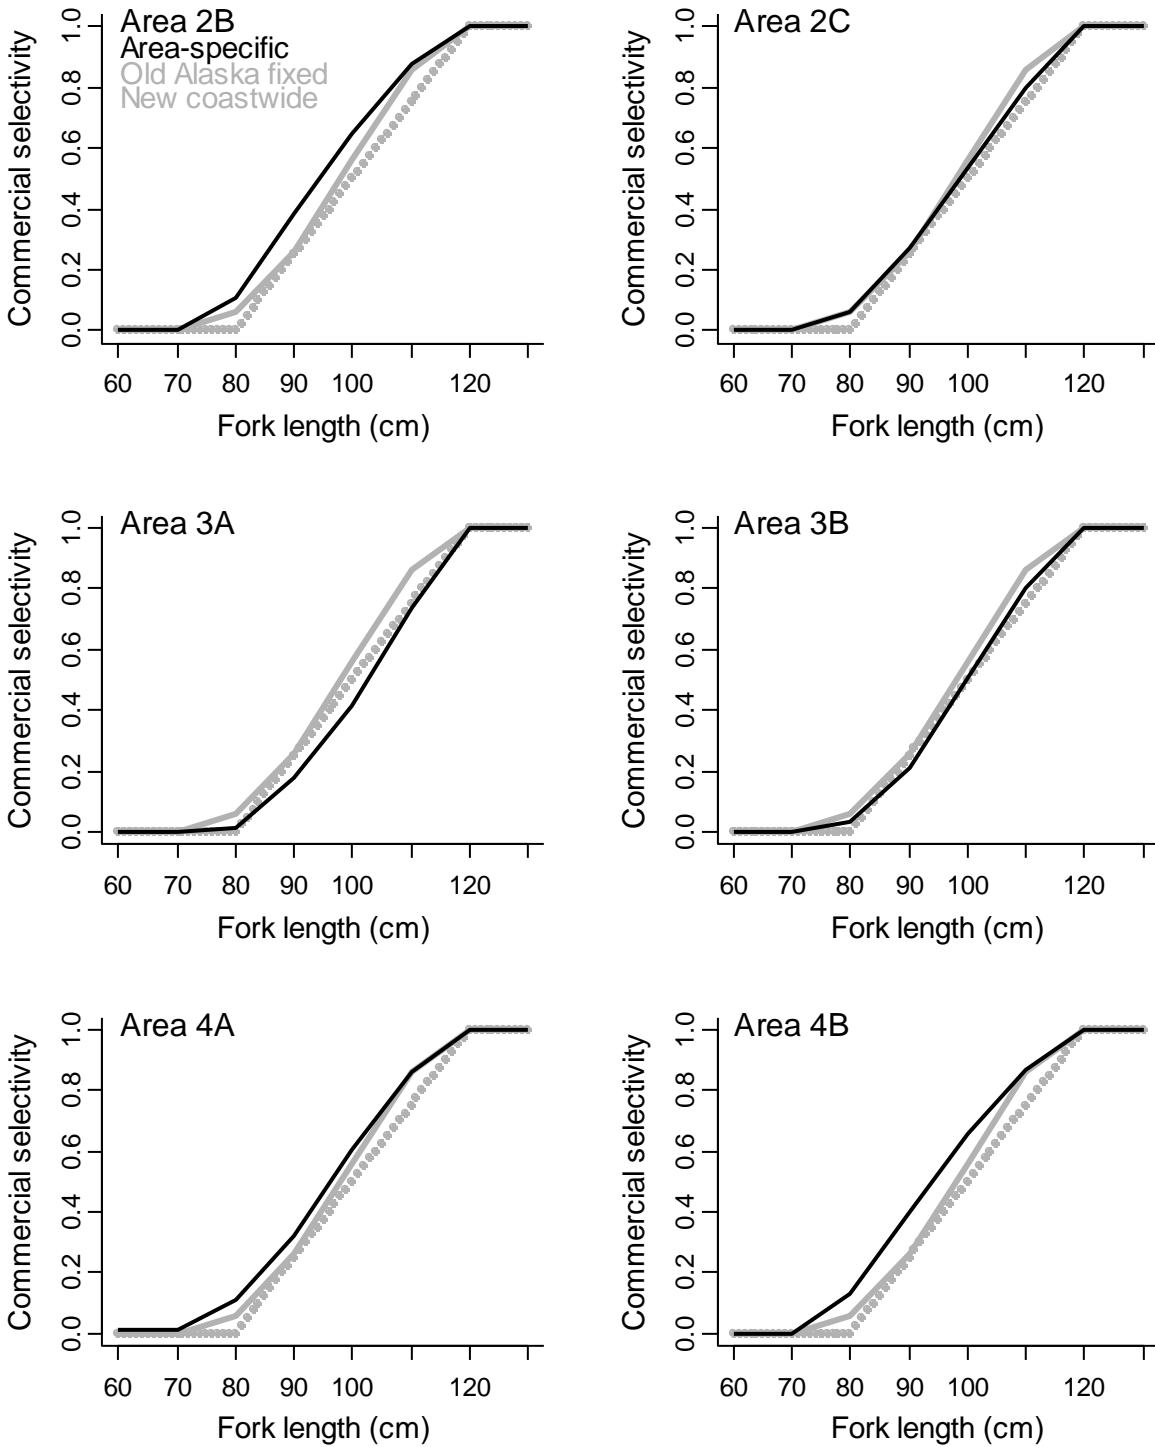 Area 2B
Area-specific
Old Alaska fixed
New coastwide
Commercial selectivity
0.0 0.2 0.4 0.6 0.8 1.0
60 70 80 90 100 120
Fork length (cm)
Area 2C
Commercial selectivity
0.0 0.2 0.4 0.6 0.8 1.0
60 70 80 90 100 120
Fork length (cm)
Area 3A
Commercial selectivity
0.0 0.2 0.4 0.6 0.8 1.0
60 70 80 90 100 120
Fork length (cm)
Area 3B
Commercial selectivity
0.0 0.2 0.4 0.6 0.8 1.0
60 70 80 90 100 120
Fork length (cm)
Area 4A
Commercial selectivity
0.0 0.2 0.4 0.6 0.8 1.0
60 70 80 90 100 120
Fork length (cm)
Area 4B
Commercial selectivity
0.0 0.2 0.4 0.6 0.8 1.0
60 70 80 90 100 120
Fork length (cm)